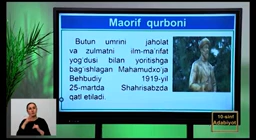 Maorif qurboni
Butun umrini jaholat
va zulmatni ilm-ma'rifat
yog'dusi bilan yoritishga
bag'ishlagan Mahamudxo'ja
Behbudiy 1919-yil
25-martda Shahrisabzda
qatl etiladi.
10-sinf
Adabiyot